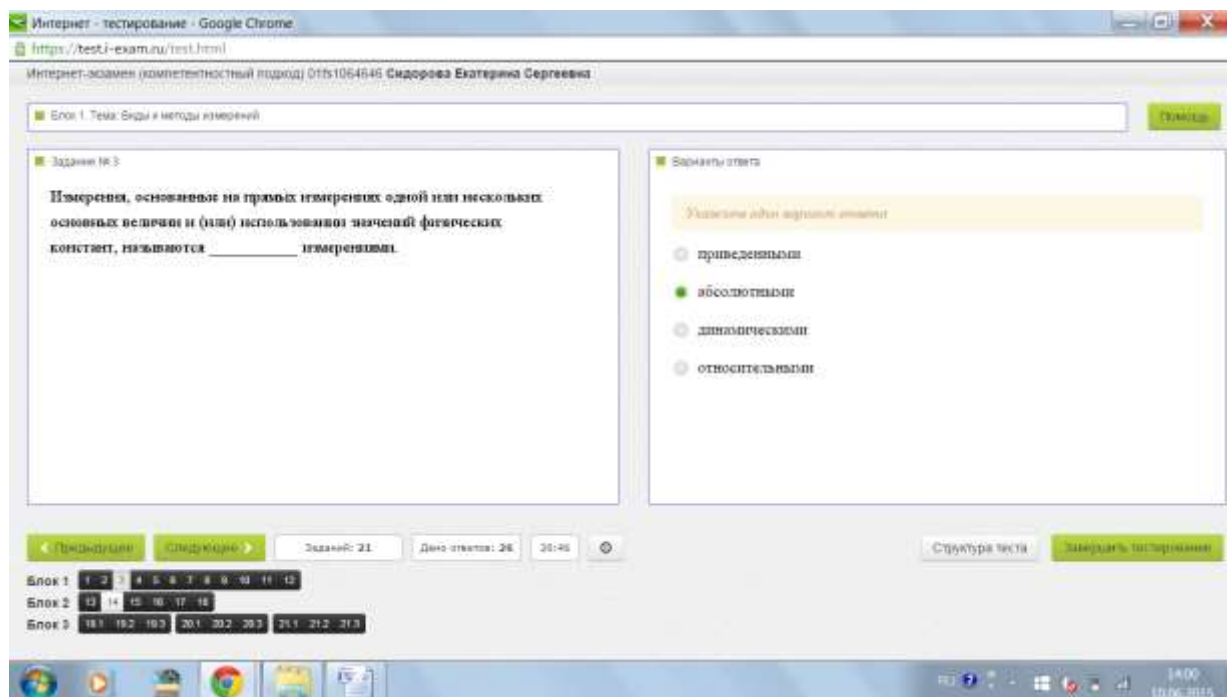 Интернет - тестирование - Google Chrome
https://test.i-exam.ru/test.html
Интернет-экзамен (компетентностный подход) 01fs1064646 Сидорова Екатерина Сергеевна
Блок 1. Тема: Виды и методы измерений
Помощь
Задание № 3
Измерения, основанные на прямых измерениях одной или нескольких
основных величин и (или) использовании значений физических
констант, называются __________ измерениями.
Варианты ответа
Укажите один вариант ответа
приведенными
абсолютными
динамическими
относительными
Предыдущее
Следующее
Заданий: 21
Дано ответов: 26
Структура теста
Завершить тестирование
Блок 1 1 2 3 4 5 6 7 8 9 10 11 12
Блок 2 13 14 15 16 17 18
Блок 3 19.1 19.2 19.3 20.1 20.2 20.3 21.1 21.2 21.3
14:00